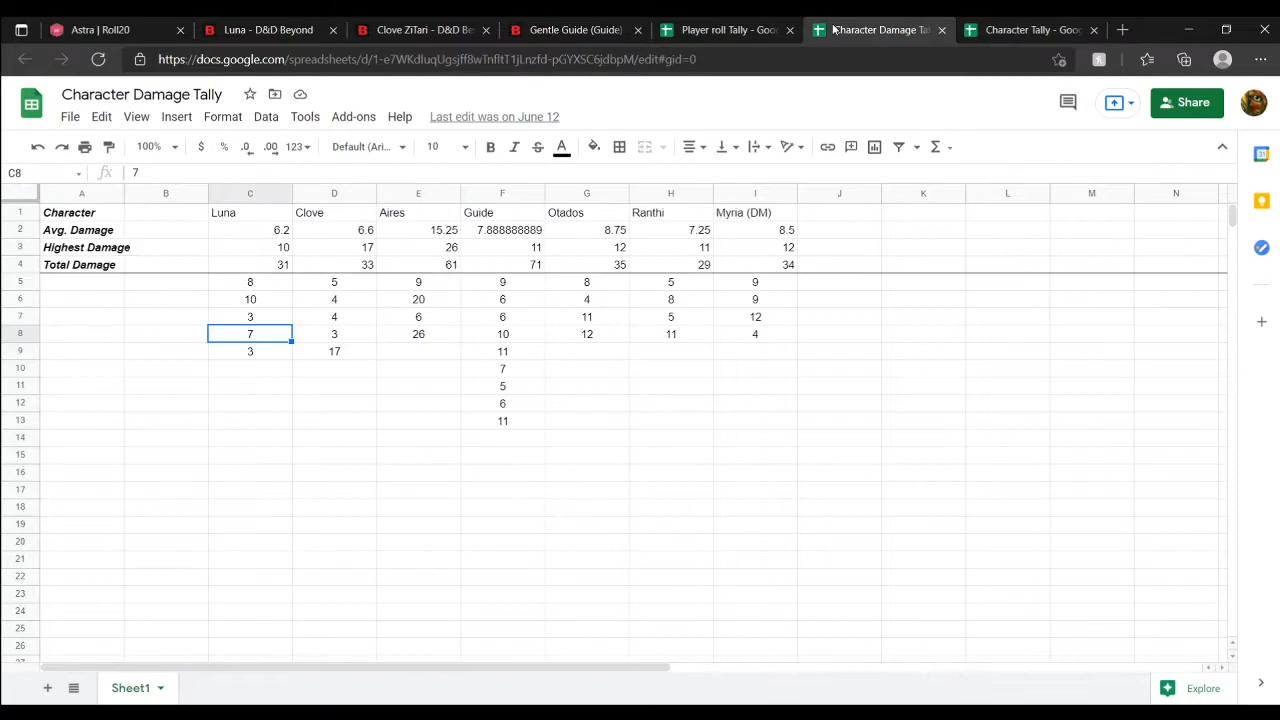 Astra | Roll20
Luna - D&D Beyond
Clove ZiTari - D&D Be
Gentle Guide (Guide)
Player roll Tally - Goo
Character Damage Tal
Character Tally - Goog
https://docs.google.com/spreadsheets/d/1-e7WKdIuqUgsjff8wTnfltT1jLnzfd-pGYXSC6jdbpM/edit#gid=0
Character Damage Tally
Share
File Edit View Insert Format Data Tools Add-ons Help Last edit was on June 12
100% $ % .0 .00 123 Default (Ari... 10
C8 fx 7
A B C D E F G H I J K L M N
1 Character Luna Clove Aires Guide Otados Ranthi Myria (DM)
2 Avg. Damage 6.2 6.6 15.25 7.888888889 8.75 7.25 8.5
3 Highest Damage 10 17 26 11 12 11 12
4 Total Damage 31 33 61 71 35 29 34
5 8 5 9 9 8 5 9
6 10 4 20 6 4 8 9
7 3 4 6 6 11 5 12
8 7 3 26 10 12 11 4
9 3 17 11
10 7
11 5
12 6
13 11
14
15
16
17
18
19
20
21
22
23
24
25
26
Sheet1
Explore